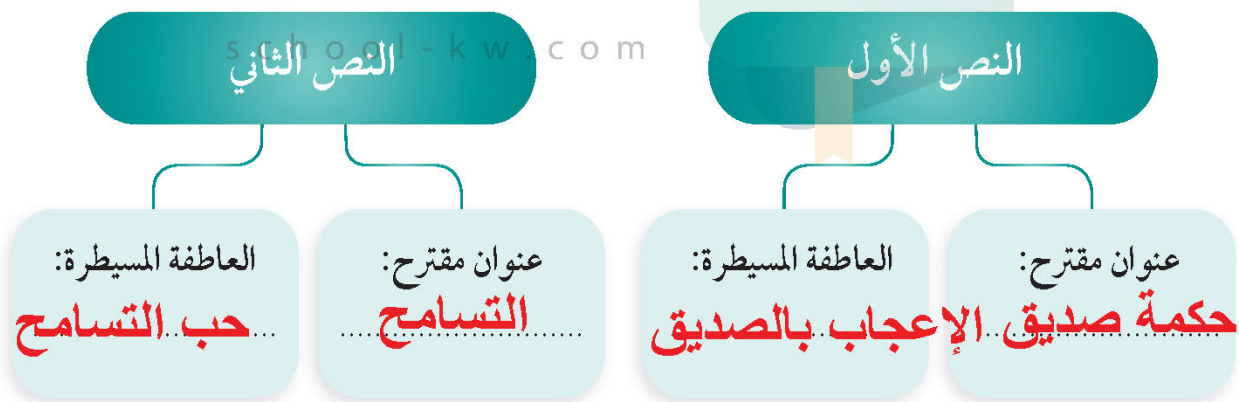 school-kw.com
النص الأول
النص الثاني
عنوان مقترح:
حكمة صديق
العاطفة المسيطرة:
الإعجاب بالصديق
عنوان مقترح:
التسامح
العاطفة المسيطرة:
حب التسامح